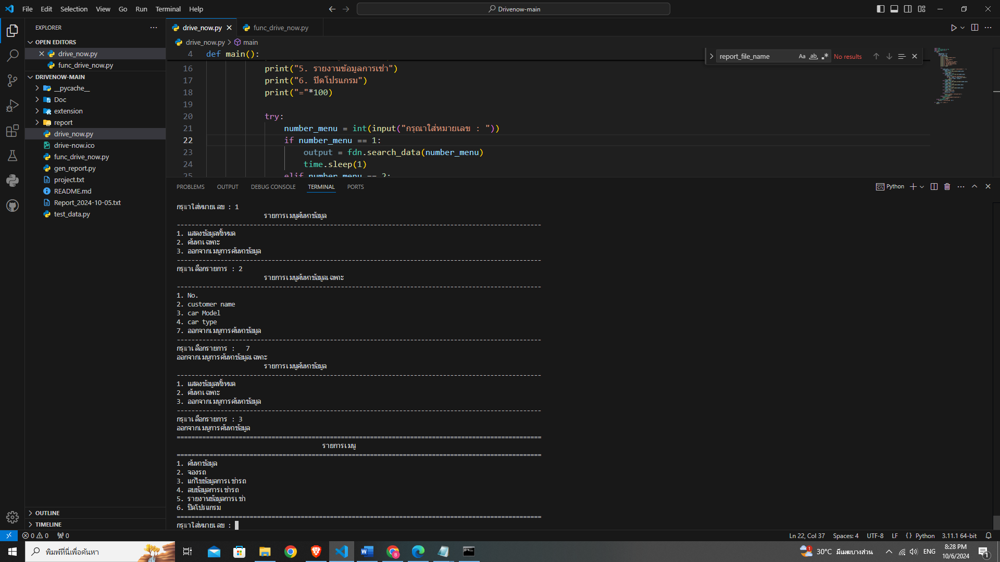 File Edit Selection View Go Run Terminal Help
Drivenow-main
EXPLORER
OPEN EDITORS
drive_now.py
func_drive_now.py
DRIVENOW-MAIN
__pycache__
Doc
extension
report
drive_now.py
drive-now.ico
func_drive_now.py
gen_report.py
project.txt
README.md
Report_2024-10-05.txt
test_data.py
OUTLINE
TIMELINE
drive_now.py
func_drive_now.py
drive_now.py > main
report_file_name
Aa ab .*
No results
4 def main():
16 print("5. รายงานข้อมูลการเช่า")
17 print("6. ปิดโปรแกรม")
18 print("="*100)
19
20 try:
21 number_menu = int(input("กรุณาใส่หมายเลข : "))
22 if number_menu == 1:
23 output = fdn.search_data(number_menu)
24 time.sleep(1)
25 elif number_menu == 2:
PROBLEMS OUTPUT DEBUG CONSOLE TERMINAL PORTS
Python
กรุณาใส่หมายเลข : 1
รายการเมนูค้นหาข้อมูล
----------------------------------------------------------------------------------------------------
1. แสดงข้อมูลทั้งหมด
2. ค้นหาเฉพาะ
3. ออกจากเมนูการค้นหาข้อมูล
----------------------------------------------------------------------------------------------------
กรุณาเลือกรายการ : 2
รายการเมนูค้นหาข้อมูลเฉพาะ
----------------------------------------------------------------------------------------------------
1. No.
2. customer name
3. car Model
4. car type
7. ออกจากเมนูการค้นหาข้อมูล
----------------------------------------------------------------------------------------------------
กรุณาเลือกรายการ : 7
ออกจากเมนูการค้นหาข้อมูลเฉพาะ
รายการเมนูค้นหาข้อมูล
----------------------------------------------------------------------------------------------------
1. แสดงข้อมูลทั้งหมด
2. ค้นหาเฉพาะ
3. ออกจากเมนูการค้นหาข้อมูล
----------------------------------------------------------------------------------------------------
กรุณาเลือกรายการ : 3
ออกจากเมนูการค้นหาข้อมูล
====================================================================================================
รายการเมนู
====================================================================================================
1. ค้นหาข้อมูล
2. จองรถ
3. แก้ไขข้อมูลการเช่ารถ
4. ลบข้อมูลการเช่ารถ
5. รายงานข้อมูลการเช่า
6. ปิดโปรแกรม
====================================================================================================
กรุณาใส่หมายเลข :
0 0 0
Ln 22, Col 37 Spaces: 4 UTF-8 LF {} Python 3.11.1 64-bit
พิมพ์ที่นี่เพื่อค้นหา
30°C มีเมฆบางส่วน
ENG
8:28 PM
10/6/2024
1